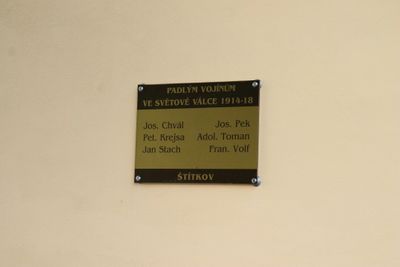 PADLÝM VOJÍNŮM
VE SVĚTOVÉ VÁLCE 1914-18
Jos. Chvál Jos. Pek
Pet. Krejsa Adol. Toman
Jan Stach Fran. Volf
ŠTÍTKOV